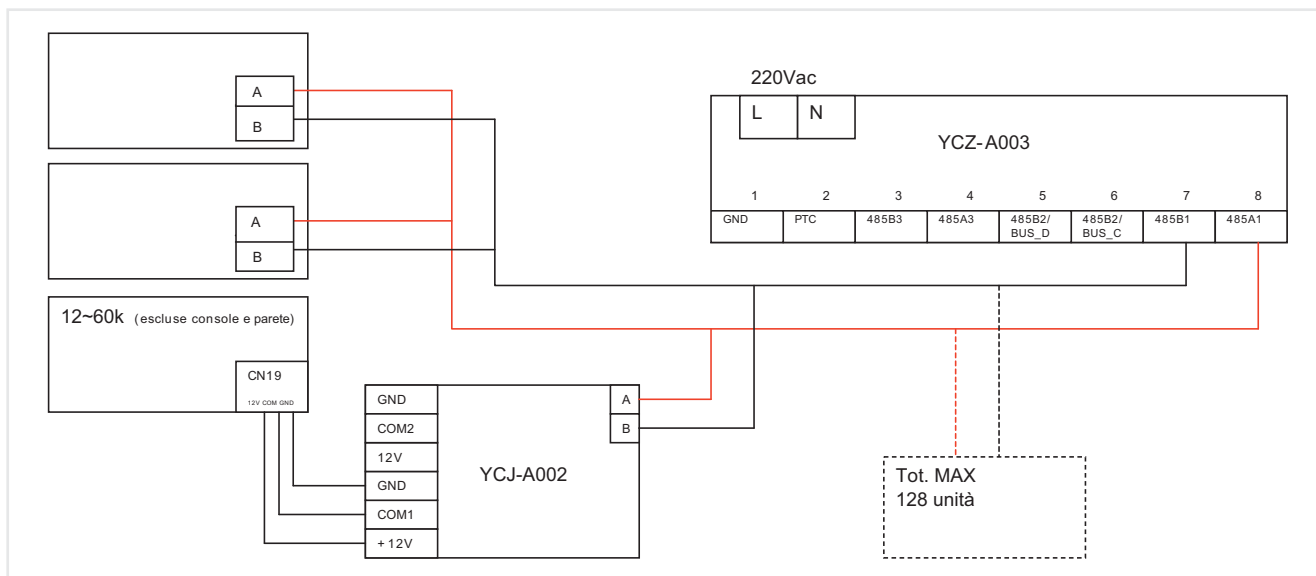 A
B
A
B
12~60k (escluse console e parete)
CN19
12V COM GND
GND
COM2
12V
GND
COM1
+ 12V
YCJ-A002
A
B
220Vac
L N
YCZ-A003
1 2 3 4 5 6 7 8
GND PTC 485B3 485A3 485B2/ 485B2/ 485B1 485A1
BUS_D BUS_C
Tot. MAX
128 unità